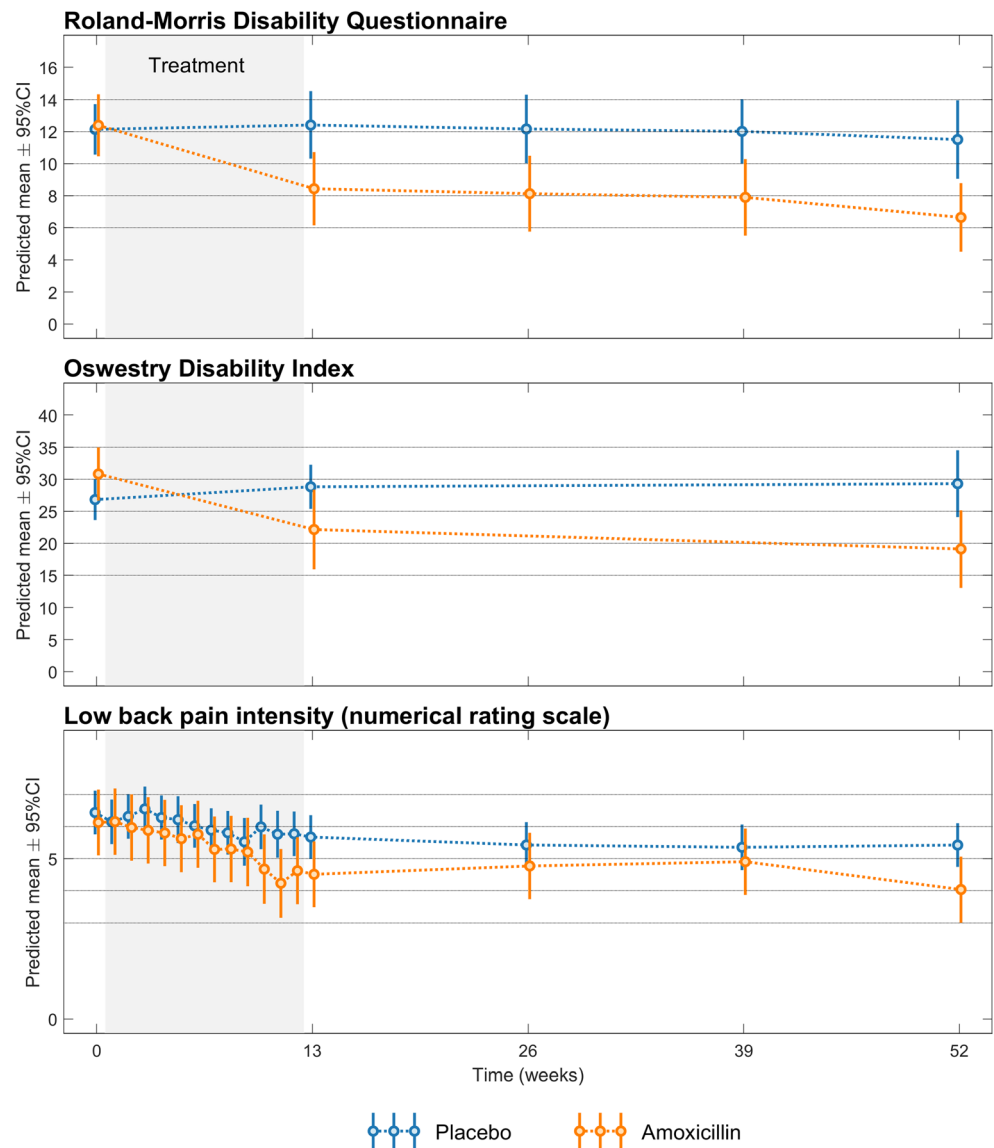 Roland-Morris Disability Questionnaire
Treatment
Predicted mean ± 95%CI
16
14
12
10
8
6
4
2
0
Oswestry Disability Index
Predicted mean ± 95%CI
40
35
30
25
20
15
10
5
0
Low back pain intensity (numerical rating scale)
Predicted mean ± 95%CI
5
0
0 13 26 39 52
Time (weeks)
Placebo Amoxicillin